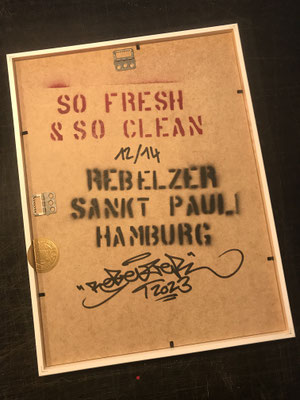 SO FRESH
& SO CLEAN
12/14
REBELZER
SANKT PAULI
HAMBURG
"REBELZER"
2023